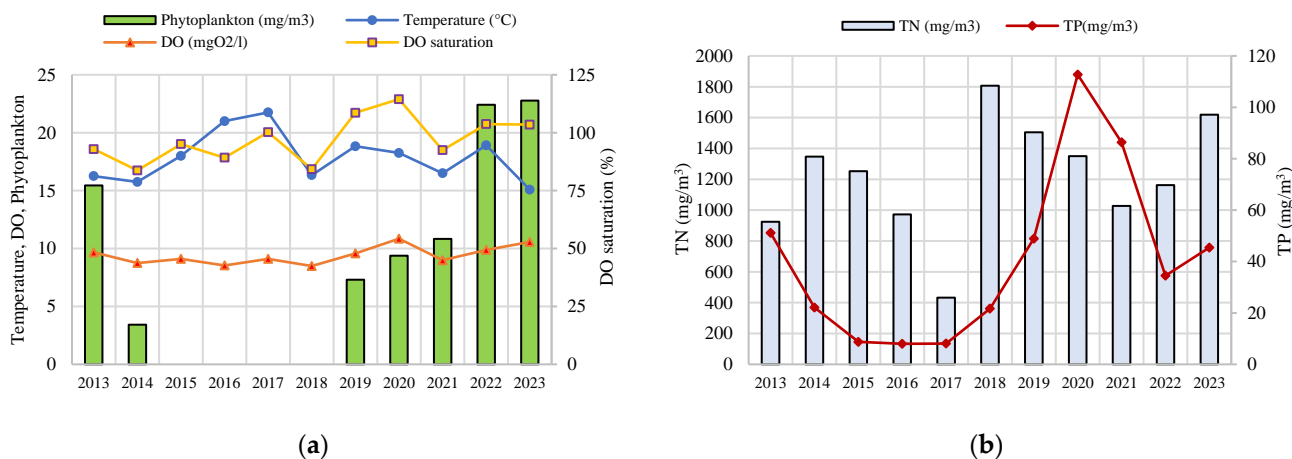 Phytoplankton (mg/m3) Temperature (°C)
DO (mgO2/l) DO saturation
Temperature, DO, Phytoplankton
25
20
15
10
5
0
125
100
75
50
25
0
DO saturation (%)
2013 2014 2015 2016 2017 2018 2019 2020 2021 2022 2023
(a)
TN (mg/m3) TP(mg/m3)
TN (mg/m³)
2000
1800
1600
1400
1200
1000
800
600
400
200
0
120
100
80
60
40
20
0
TP (mg/m³)
2013 2014 2015 2016 2017 2018 2019 2020 2021 2022 2023
(b)